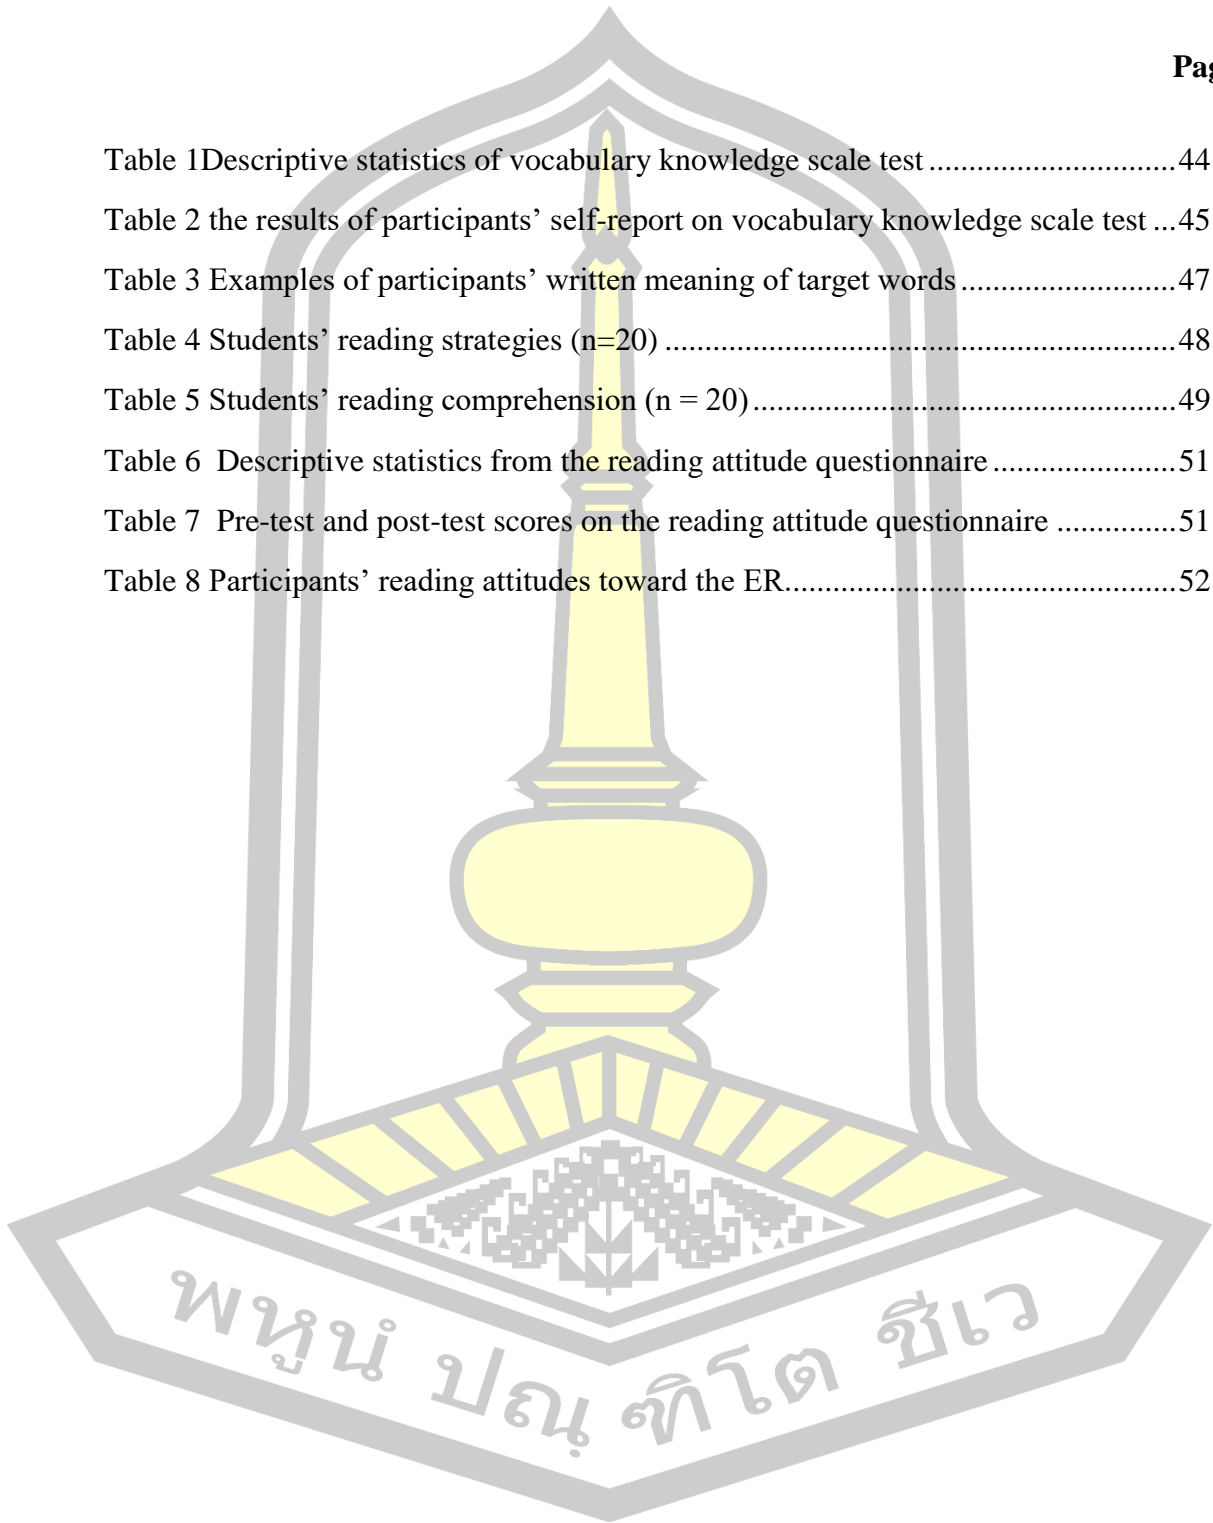 Pag
Table 1Descriptive statistics of vocabulary knowledge scale test ..............................44
Table 2 the results of participants’ self-report on vocabulary knowledge scale test ...45
Table 3 Examples of participants’ written meaning of target words ..........................47
Table 4 Students’ reading strategies (n=20) ...............................................................48
Table 5 Students’ reading comprehension (n = 20) ....................................................49
Table 6  Descriptive statistics from the reading attitude questionnaire ......................51
Table 7  Pre-test and post-test scores on the reading attitude questionnaire ..............51
Table 8 Participants’ reading attitudes toward the ER................................................52
พหูนํ ปณฺฑิโต ชีเว